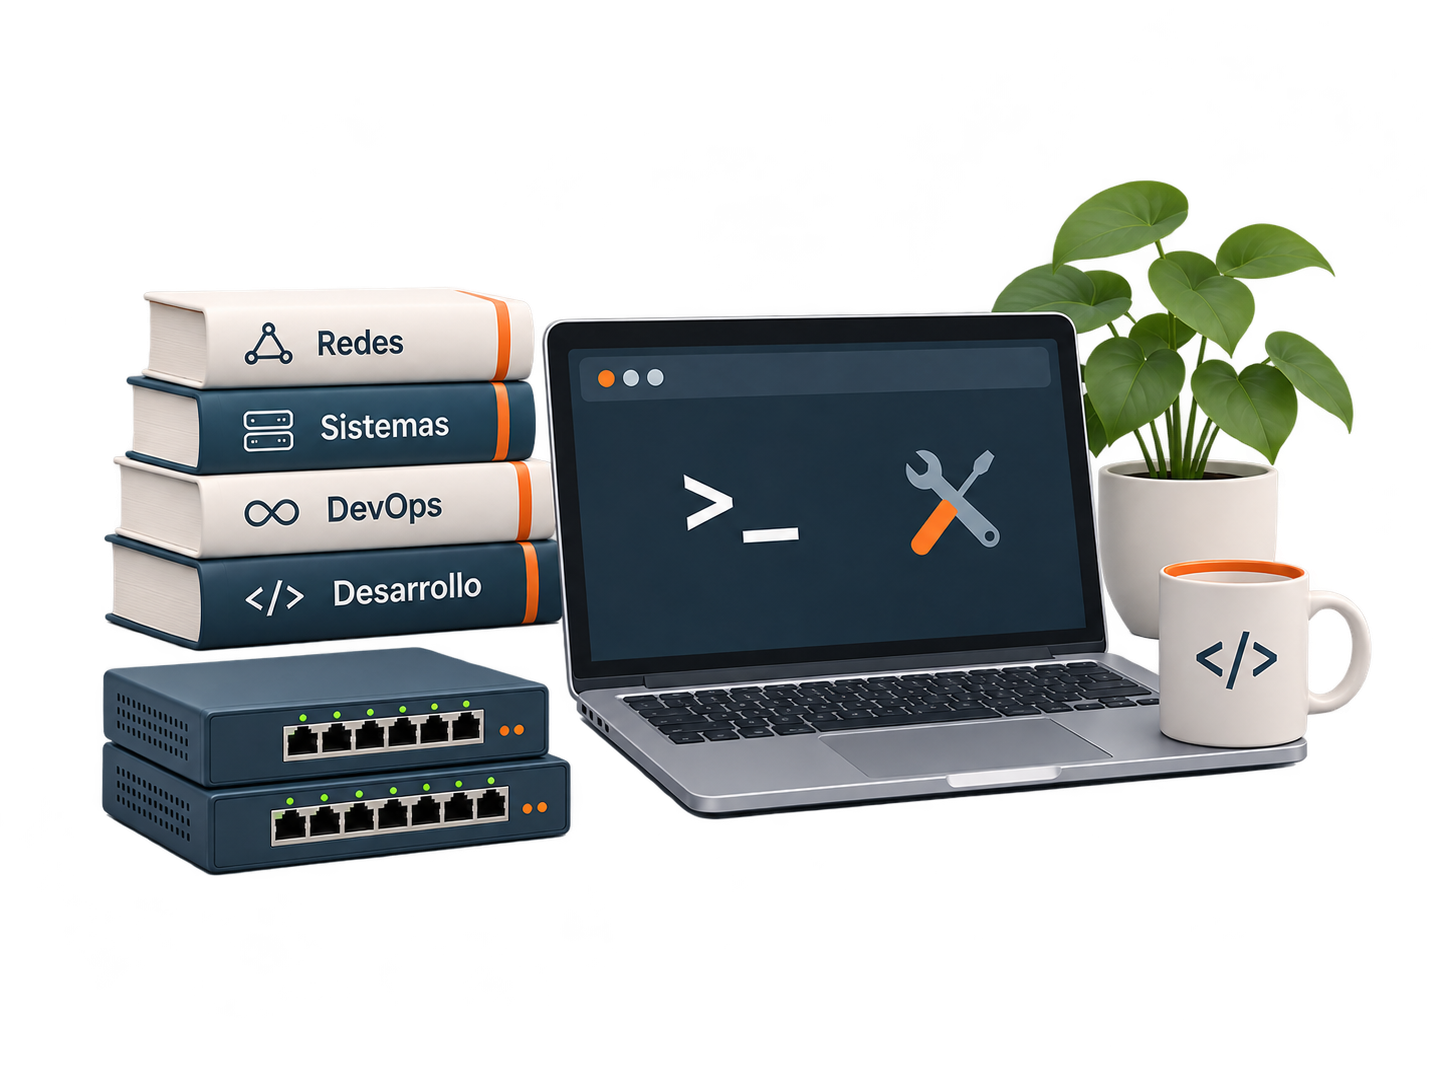 Redes
Sistemas
DevOps
</> Desarrollo
>_
</>